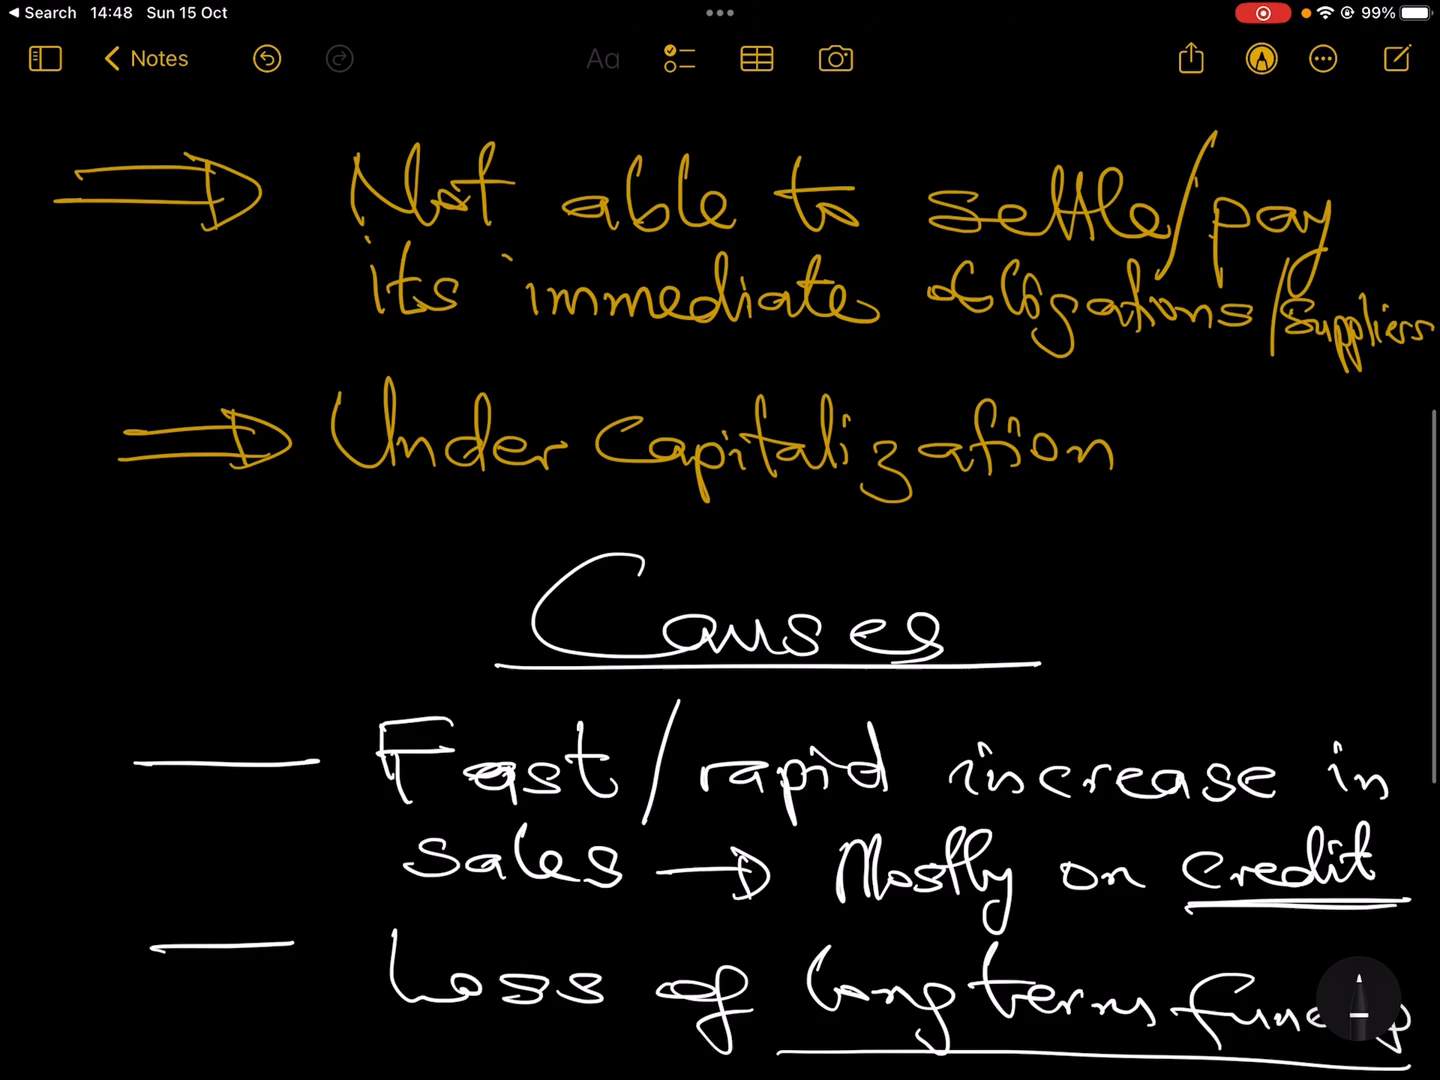 Search 14:48 Sun 15 Oct 99%
Notes Aa
Not able to settle/pay
its immediate obligations/suppliers
Under Capitalization
Causes
Fast/rapid increase in
sales → Mostly on credit
Loss of long term funds